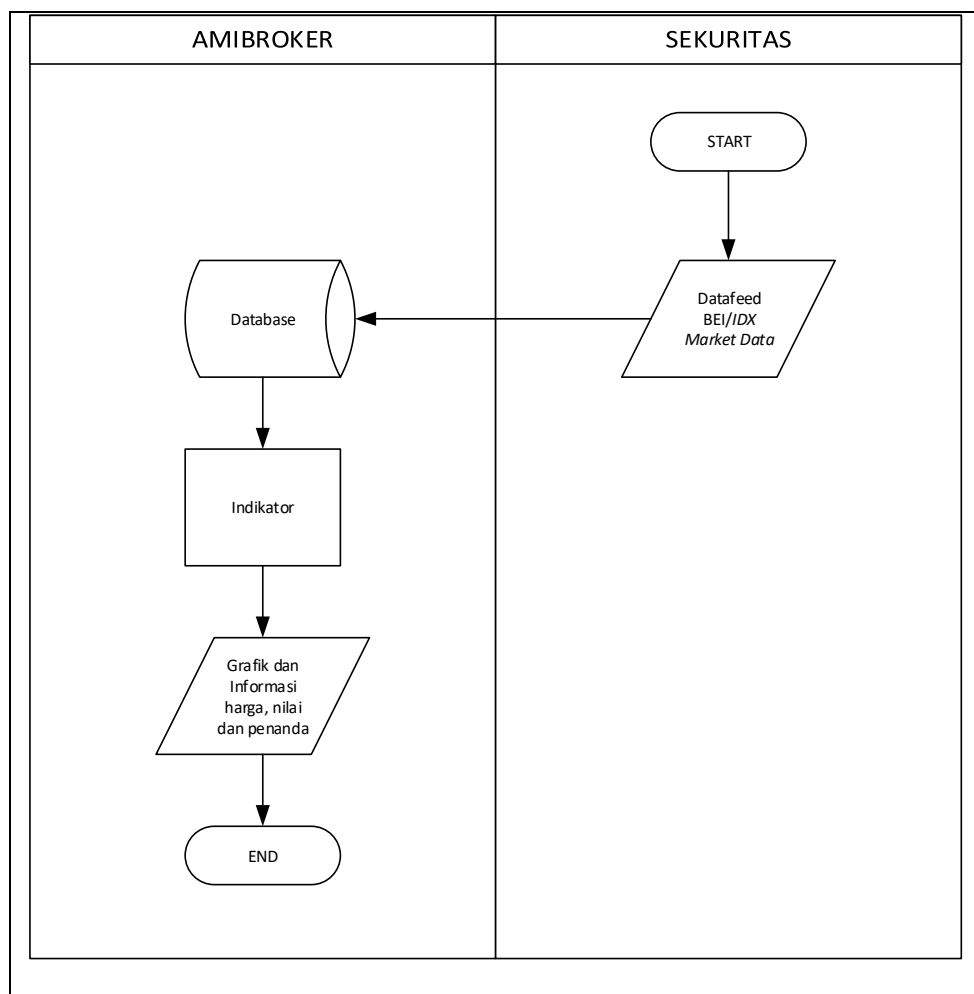 AMIBROKER
SEKURITAS
START
Datafeed
BEI/IDX
Market Data
Database
Indikator
Grafik dan
Informasi
harga, nilai
dan penanda
END